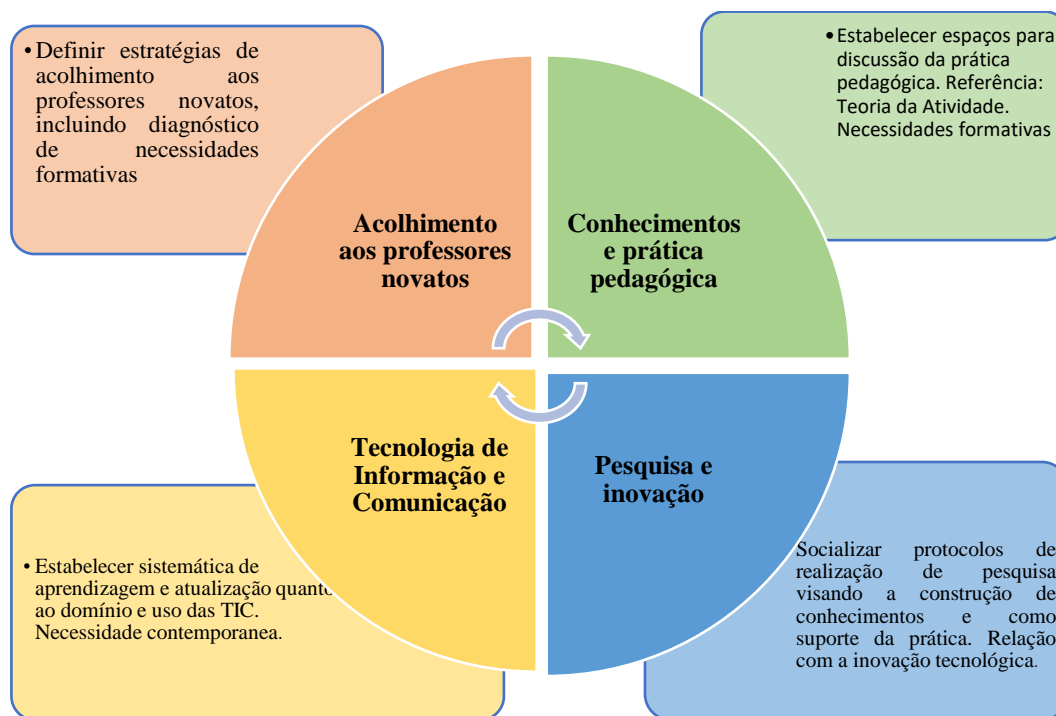 • Definir estratégias de
acolhimento aos
professores novatos,
incluindo diagnóstico
de necessidades
formativas
• Estabelecer espaços para
discussão da prática
pedagógica. Referência:
Teoria da Atividade.
Necessidades formativas
Acolhimento
aos professores
novatos
Conhecimentos
e prática
pedagógica
Tecnologia de
Informação e
Comunicação
Pesquisa e
inovação
• Estabelecer sistemática de
aprendizagem e atualização quanto
ao domínio e uso das TIC.
Necessidade contemporanea.
Socializar protocolos de
realização de pesquisa
visando a construção de
conhecimentos e como
suporte da prática. Relação
com a inovação tecnológica.